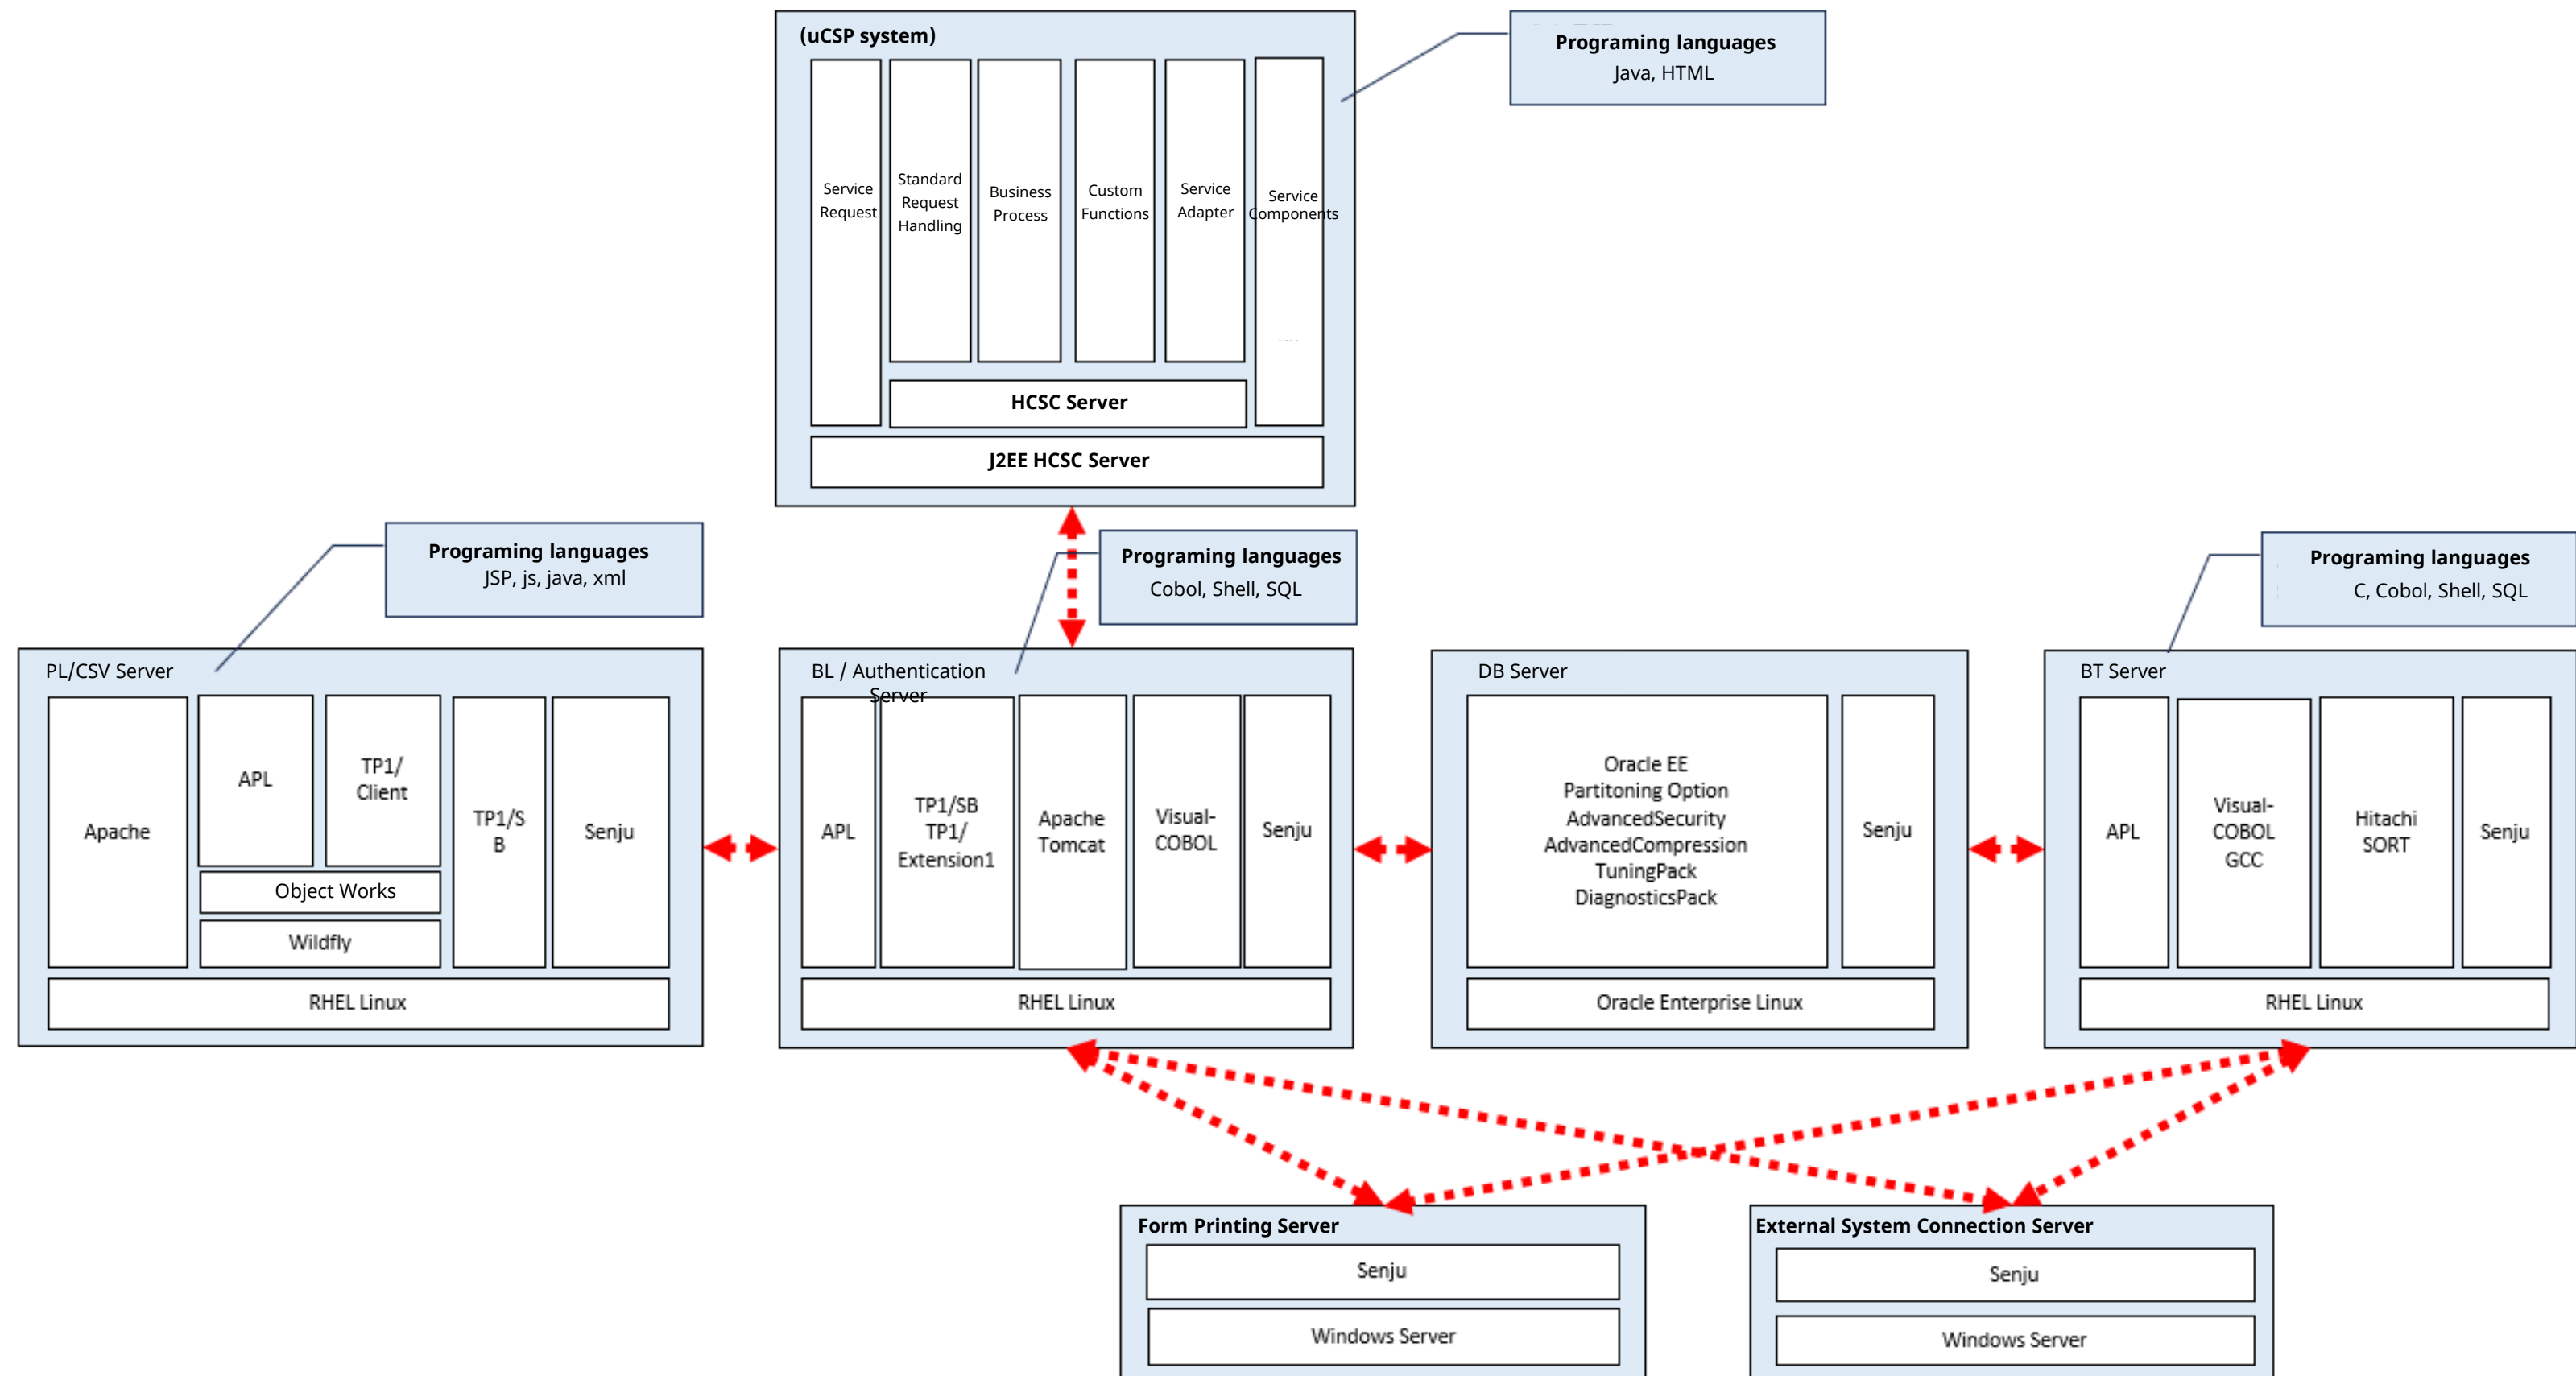 (uCSP system)
Programing languages
Java, HTML
Service
Request
Standard
Request
Handling
Business
Process
Custom
Functions
Service
Adapter
Service
Components
HCSC Server
J2EE HCSC Server
Programing languages
JSP, js, java, xml
Programing languages
Cobol, Shell, SQL
Programing languages
C, Cobol, Shell, SQL
PL/CSV Server
Apache
APL
TP1/
Client
Object Works
Wildfly
TP1/S
B
Senju
RHEL Linux
BL / Authentication
Server
APL
TP1/SB
TP1/
Extension1
Apache
Tomcat
Visual-
COBOL
Senju
RHEL Linux
DB Server
Oracle EE
Partitoning Option
AdvancedSecurity
AdvancedCompression
TuningPack
DiagnosticsPack
Senju
Oracle Enterprise Linux
BT Server
APL
Visual-
COBOL
GCC
Hitachi
SORT
Senju
RHEL Linux
Form Printing Server
Senju
Windows Server
External System Connection Server
Senju
Windows Server